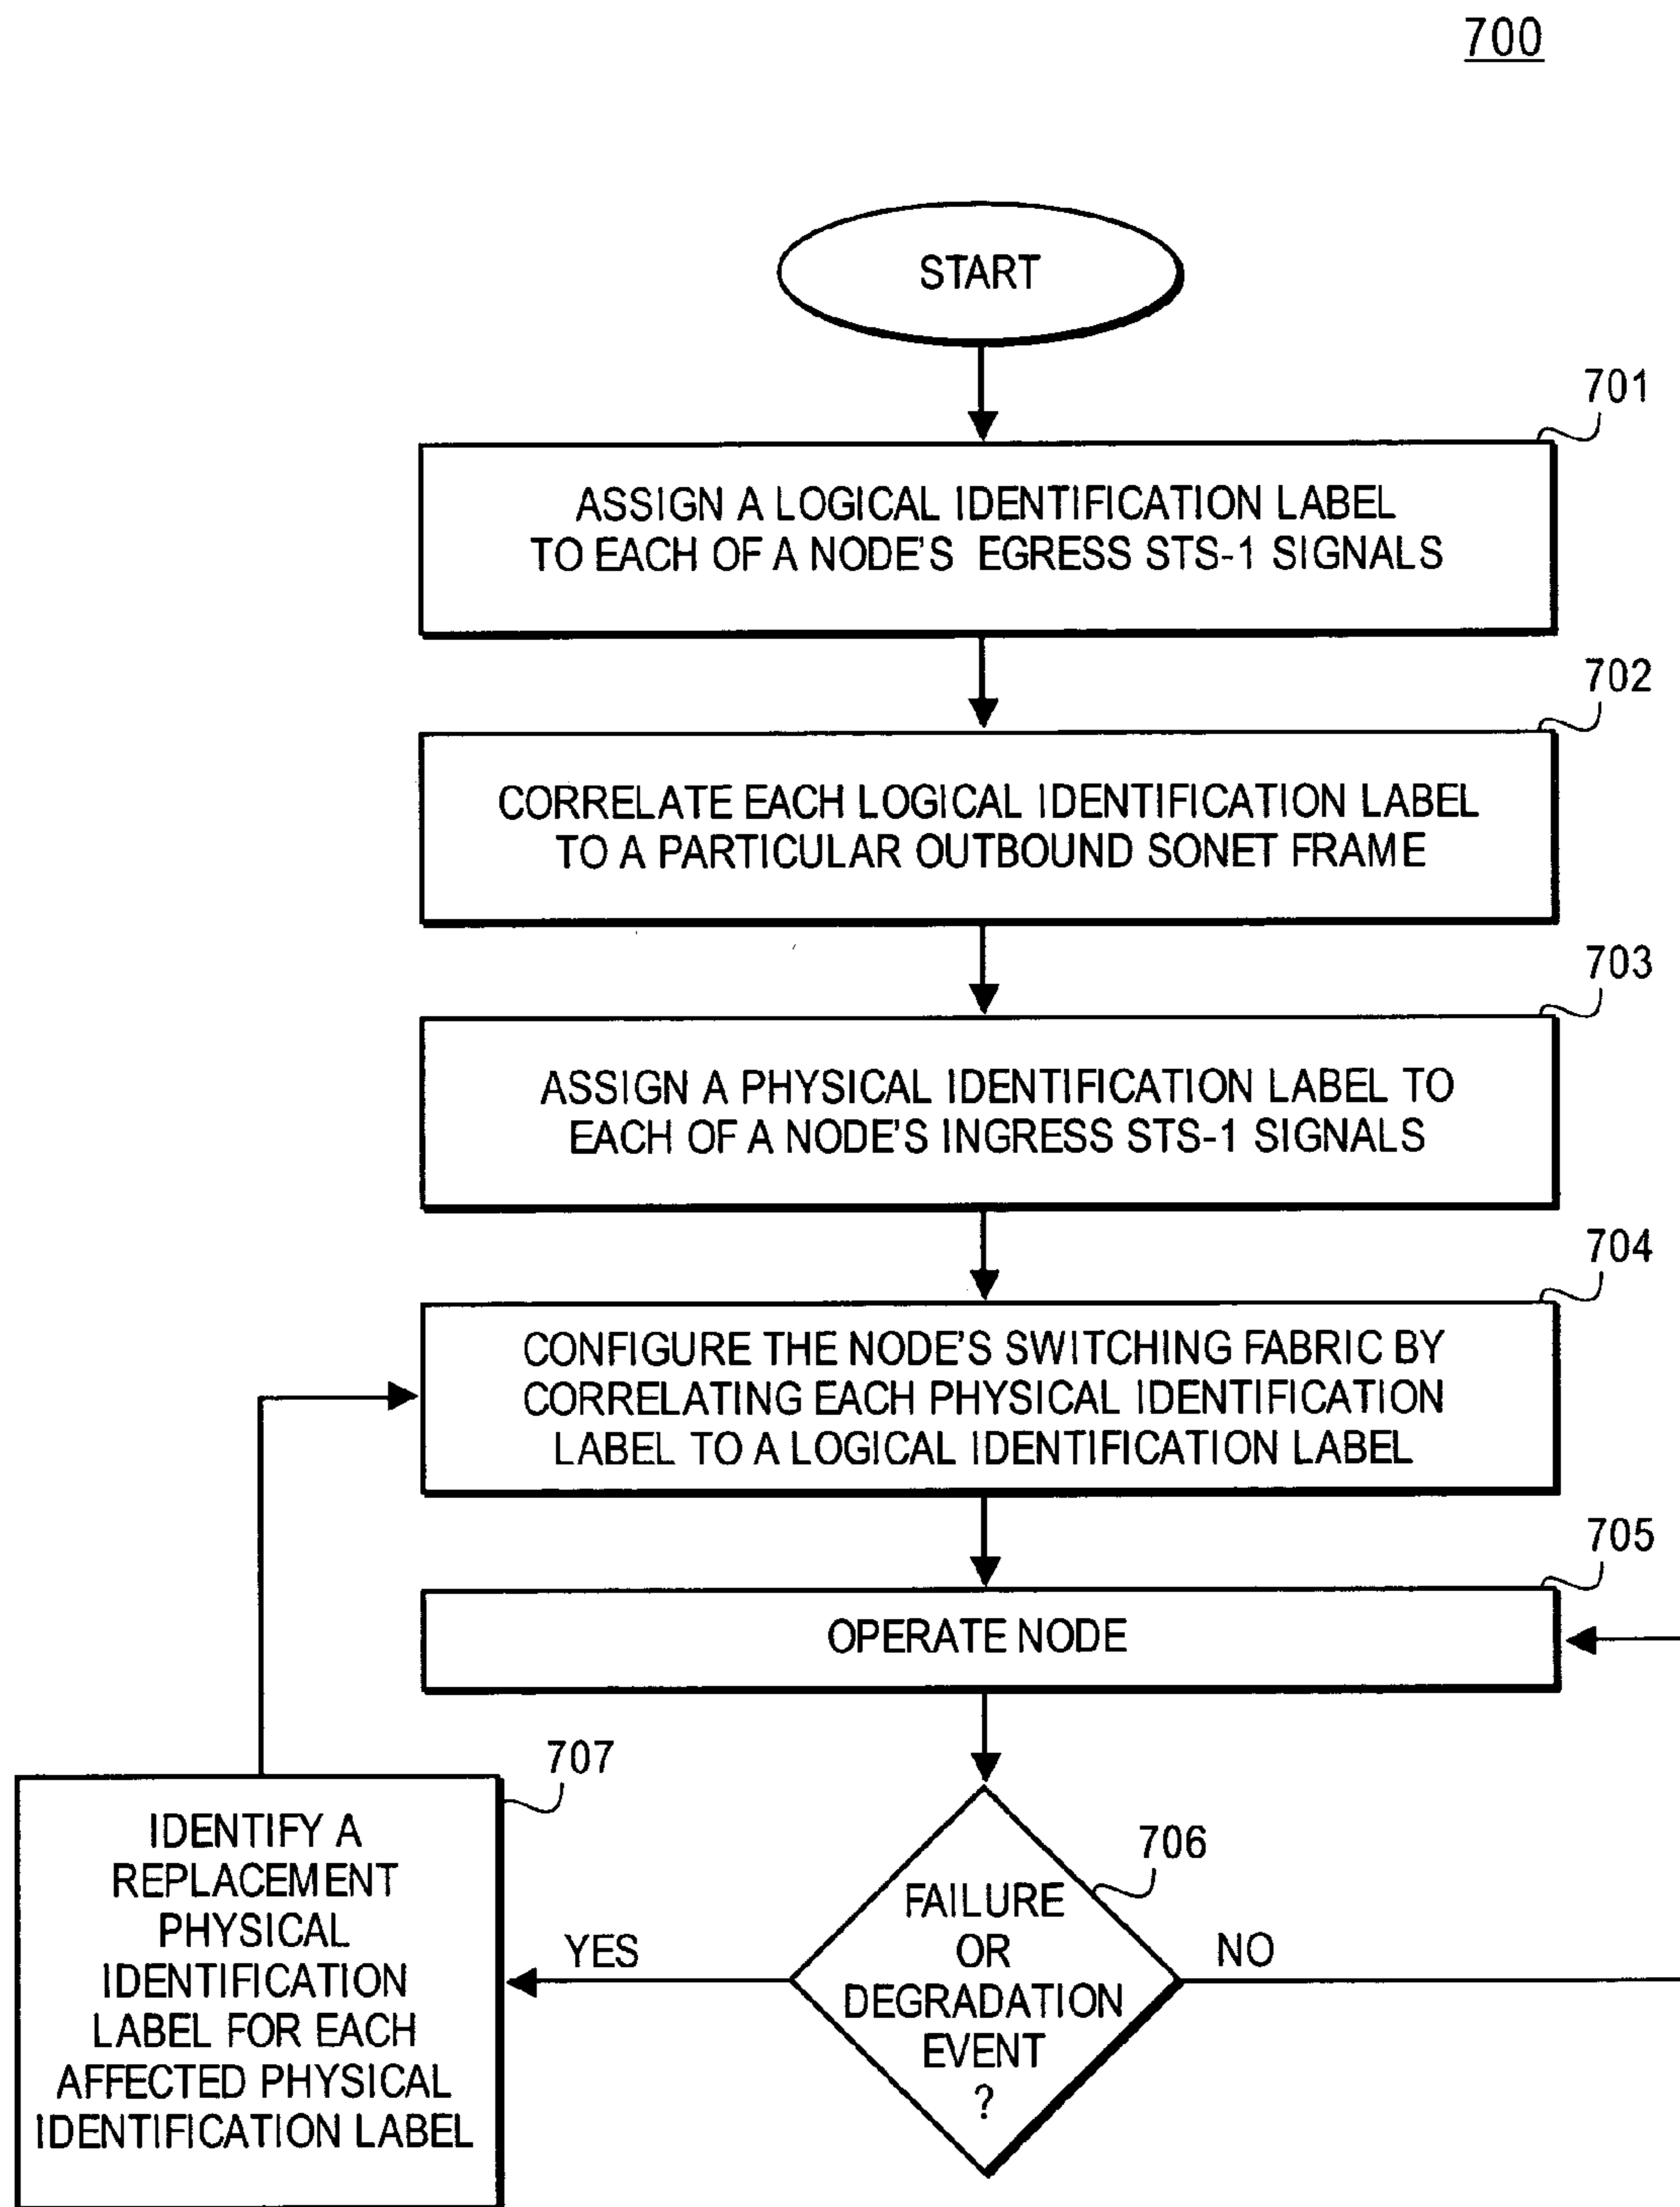 700
START
701
ASSIGN A LOGICAL IDENTIFICATION LABEL
TO EACH OF A NODE'S EGRESS STS-1 SIGNALS
702
CORRELATE EACH LOGICAL IDENTIFICATION LABEL
TO A PARTICULAR OUTBOUND SONET FRAME
703
ASSIGN A PHYSICAL IDENTIFICATION LABEL TO
EACH OF A NODE'S INGRESS STS-1 SIGNALS
704
CONFIGURE THE NODE'S SWITCHING FABRIC BY
CORRELATING EACH PHYSICAL IDENTIFICATION
LABEL TO A LOGICAL IDENTIFICATION LABEL
705
OPERATE NODE
706
FAILURE
OR
DEGRADATION
EVENT
?
YES
NO
707
IDENTIFY A
REPLACEMENT
PHYSICAL
IDENTIFICATION
LABEL FOR EACH
AFFECTED PHYSICAL
IDENTIFICATION LABEL